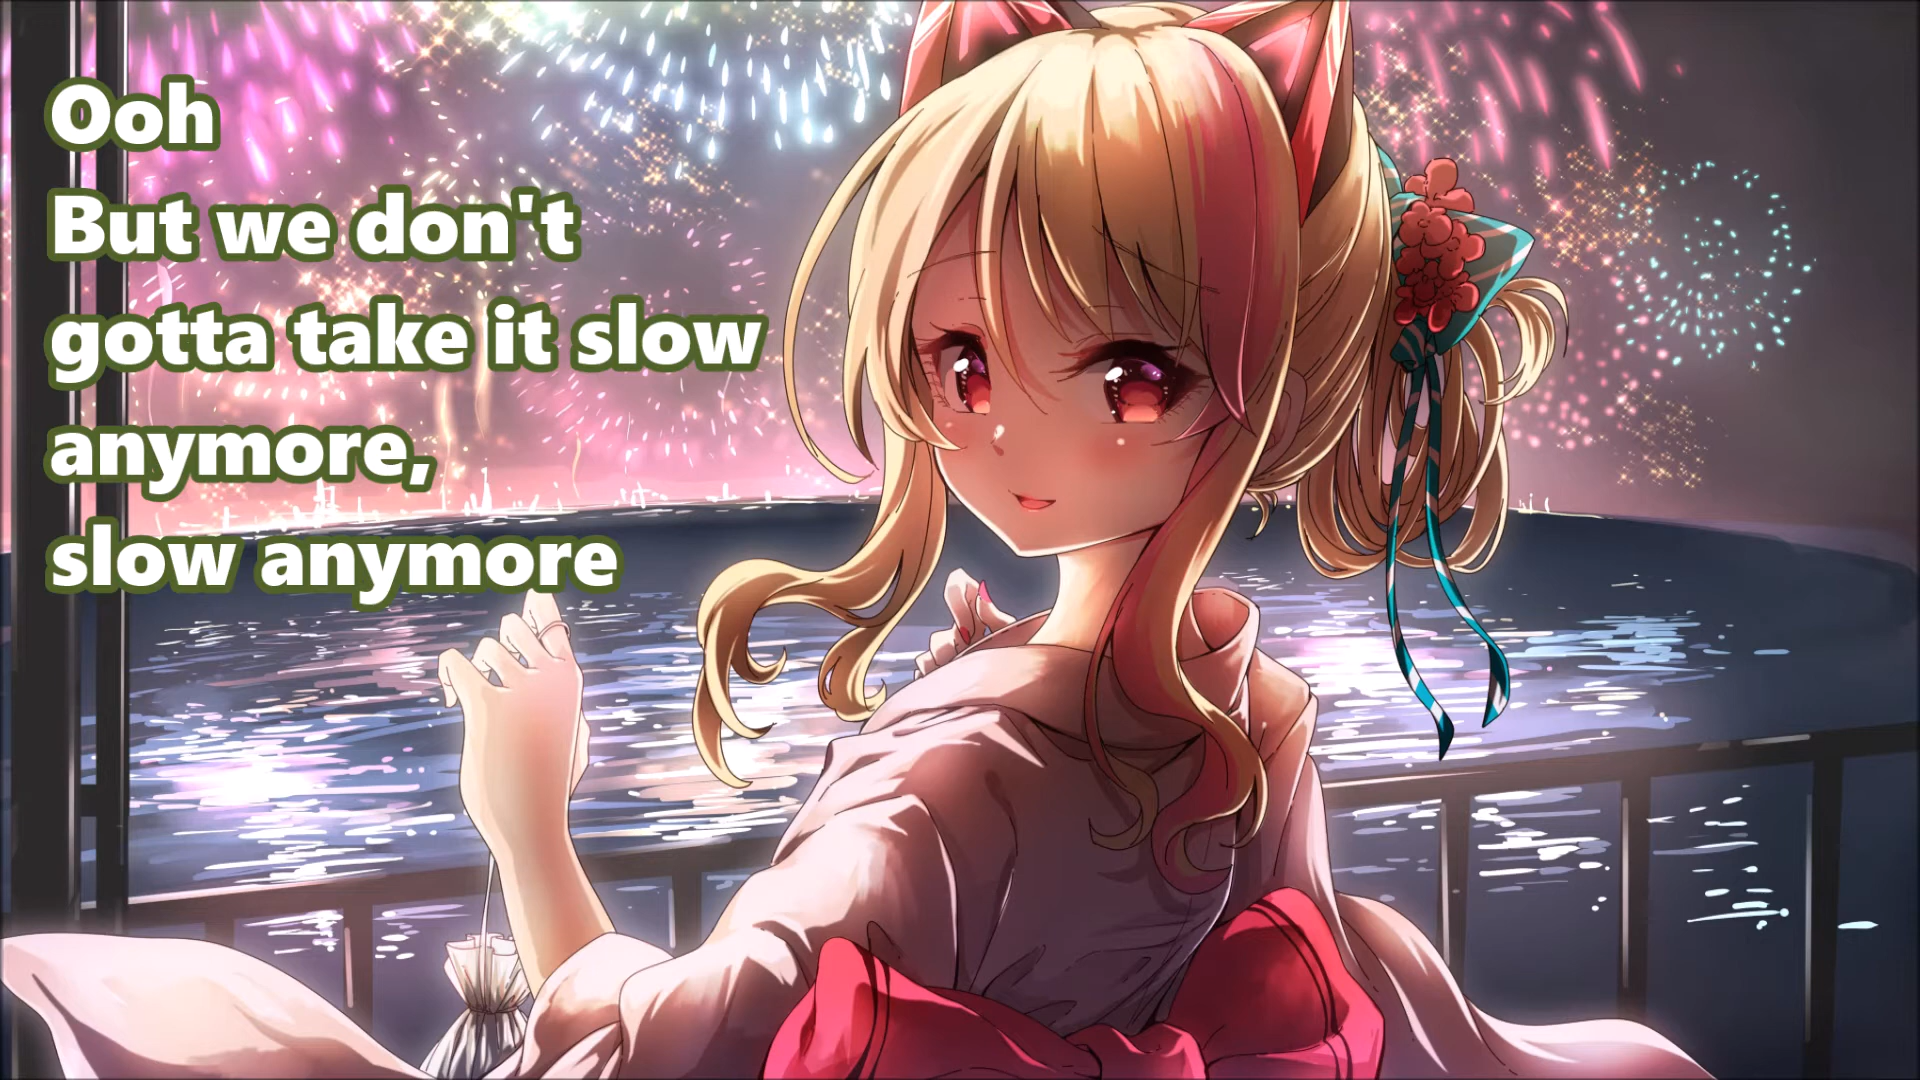 Ooh
But we don't
gotta take it slow
anymore,
slow anymore